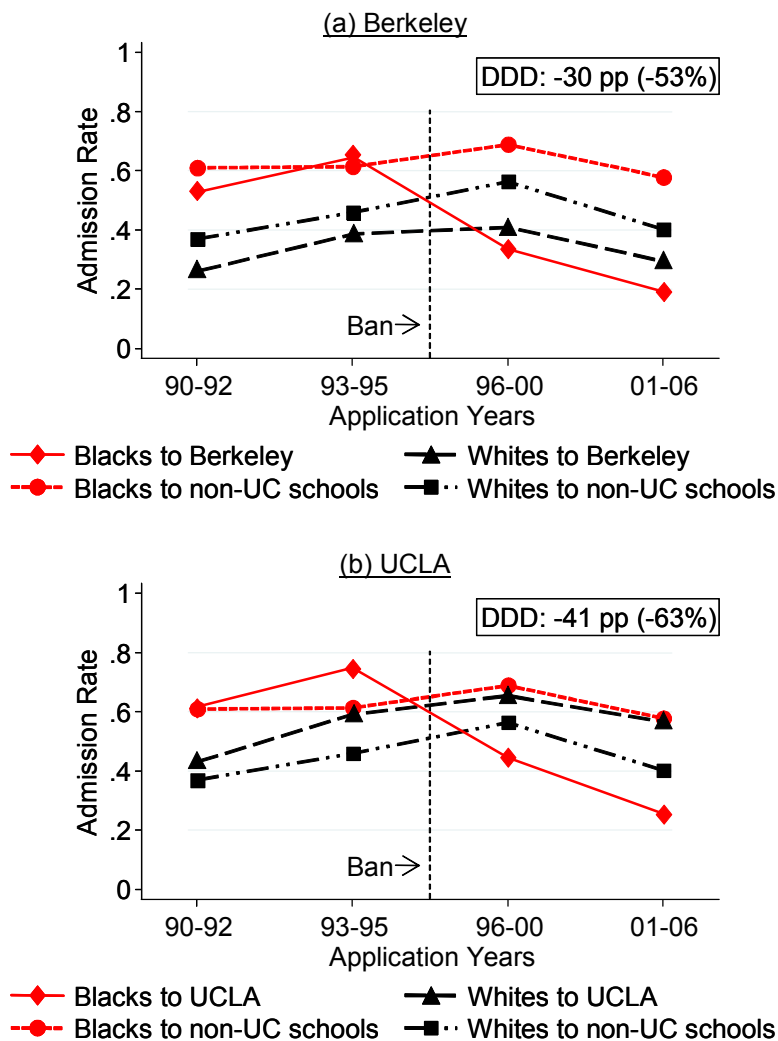 (a) Berkeley
DDD: -30 pp (-53%)
Admission Rate
1
.8
.6
.4
.2
0
Ban
90-92 93-95 96-00 01-06
Application Years
Blacks to Berkeley Whites to Berkeley
Blacks to non-UC schools Whites to non-UC schools
(b) UCLA
DDD: -41 pp (-63%)
Admission Rate
1
.8
.6
.4
.2
0
Ban
90-92 93-95 96-00 01-06
Application Years
Blacks to UCLA Whites to UCLA
Blacks to non-UC schools Whites to non-UC schools